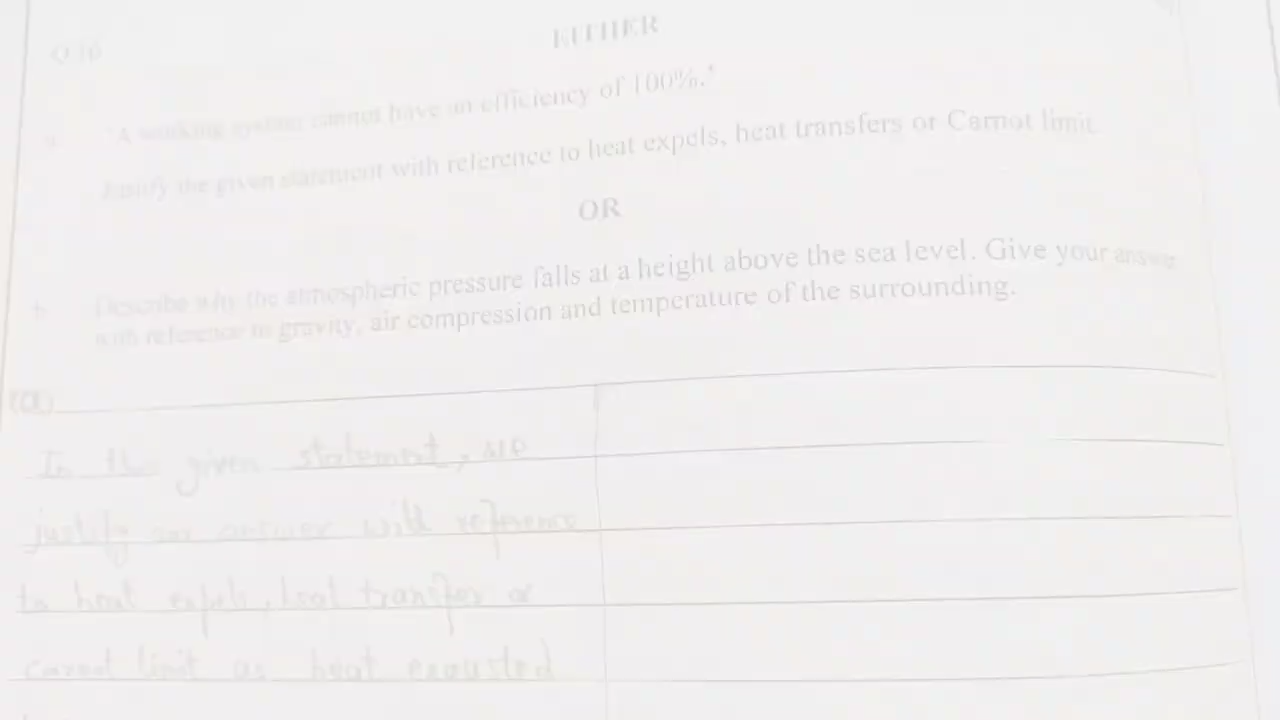 Q.16
EITHER
a. 'A working system cannot have an efficiency of 100%.'
Justify the given statement with reference to heat expels, heat transfers or Carnot limit.
OR
b. Describe why the atmospheric pressure falls at a height above the sea level. Give your answer
with reference to gravity, air compression and temperature of the surrounding.
(a)
In the given statement, we
justify our answer with reference
to heat expels, heat transfer or
carnot limit as heat exausted